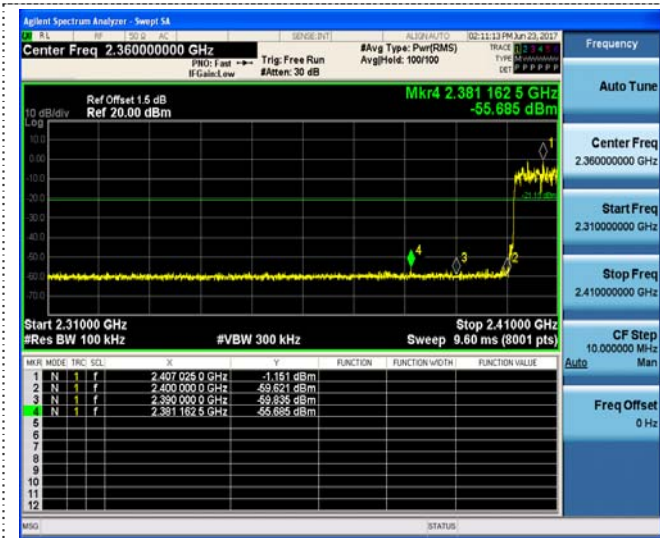 Agilent Spectrum Analyzer - Swept SA
RL RF 50 Ω AC SENSE:INT ALIGN AUTO 02:11:13 PM Jun 23, 2017
Center Freq 2.360000000 GHz
PNO: Fast
IFGain:Low
Trig: Free Run
#Atten: 30 dB
#Avg Type: Pwr(RMS)
Avg|Hold: 100/100
TRACE 1 2 3 4 5 6
TYPE
DET P P P P P P
Ref Offset 1.5 dB
Ref 20.00 dBm
10 dB/div
Log
Mkr4 2.381 162 5 GHz
-55.685 dBm
10.0
0.00
-10.0
-20.0
-30.0
-40.0
-50.0
-60.0
-70.0
1
2
3
4
Start 2.31000 GHz
#Res BW 100 kHz
#VBW 300 kHz
Stop 2.41000 GHz
Sweep 9.60 ms (8001 pts)
MKR MODE TRC SCL X Y FUNCTION FUNCTION WIDTH FUNCTION VALUE
1 N 1 f 2.407 025 0 GHz -1.151 dBm
2 N 1 f 2.400 000 0 GHz -59.621 dBm
3 N 1 f 2.390 000 0 GHz -59.835 dBm
4 N 1 f 2.381 162 5 GHz -55.685 dBm
5
6
7
8
9
10
11
12
MSG
STATUS
Frequency
Auto Tune
Center Freq
2.360000000 GHz
Start Freq
2.310000000 GHz
Stop Freq
2.410000000 GHz
CF Step
10.000000 MHz
Auto Man
Freq Offset
0 Hz